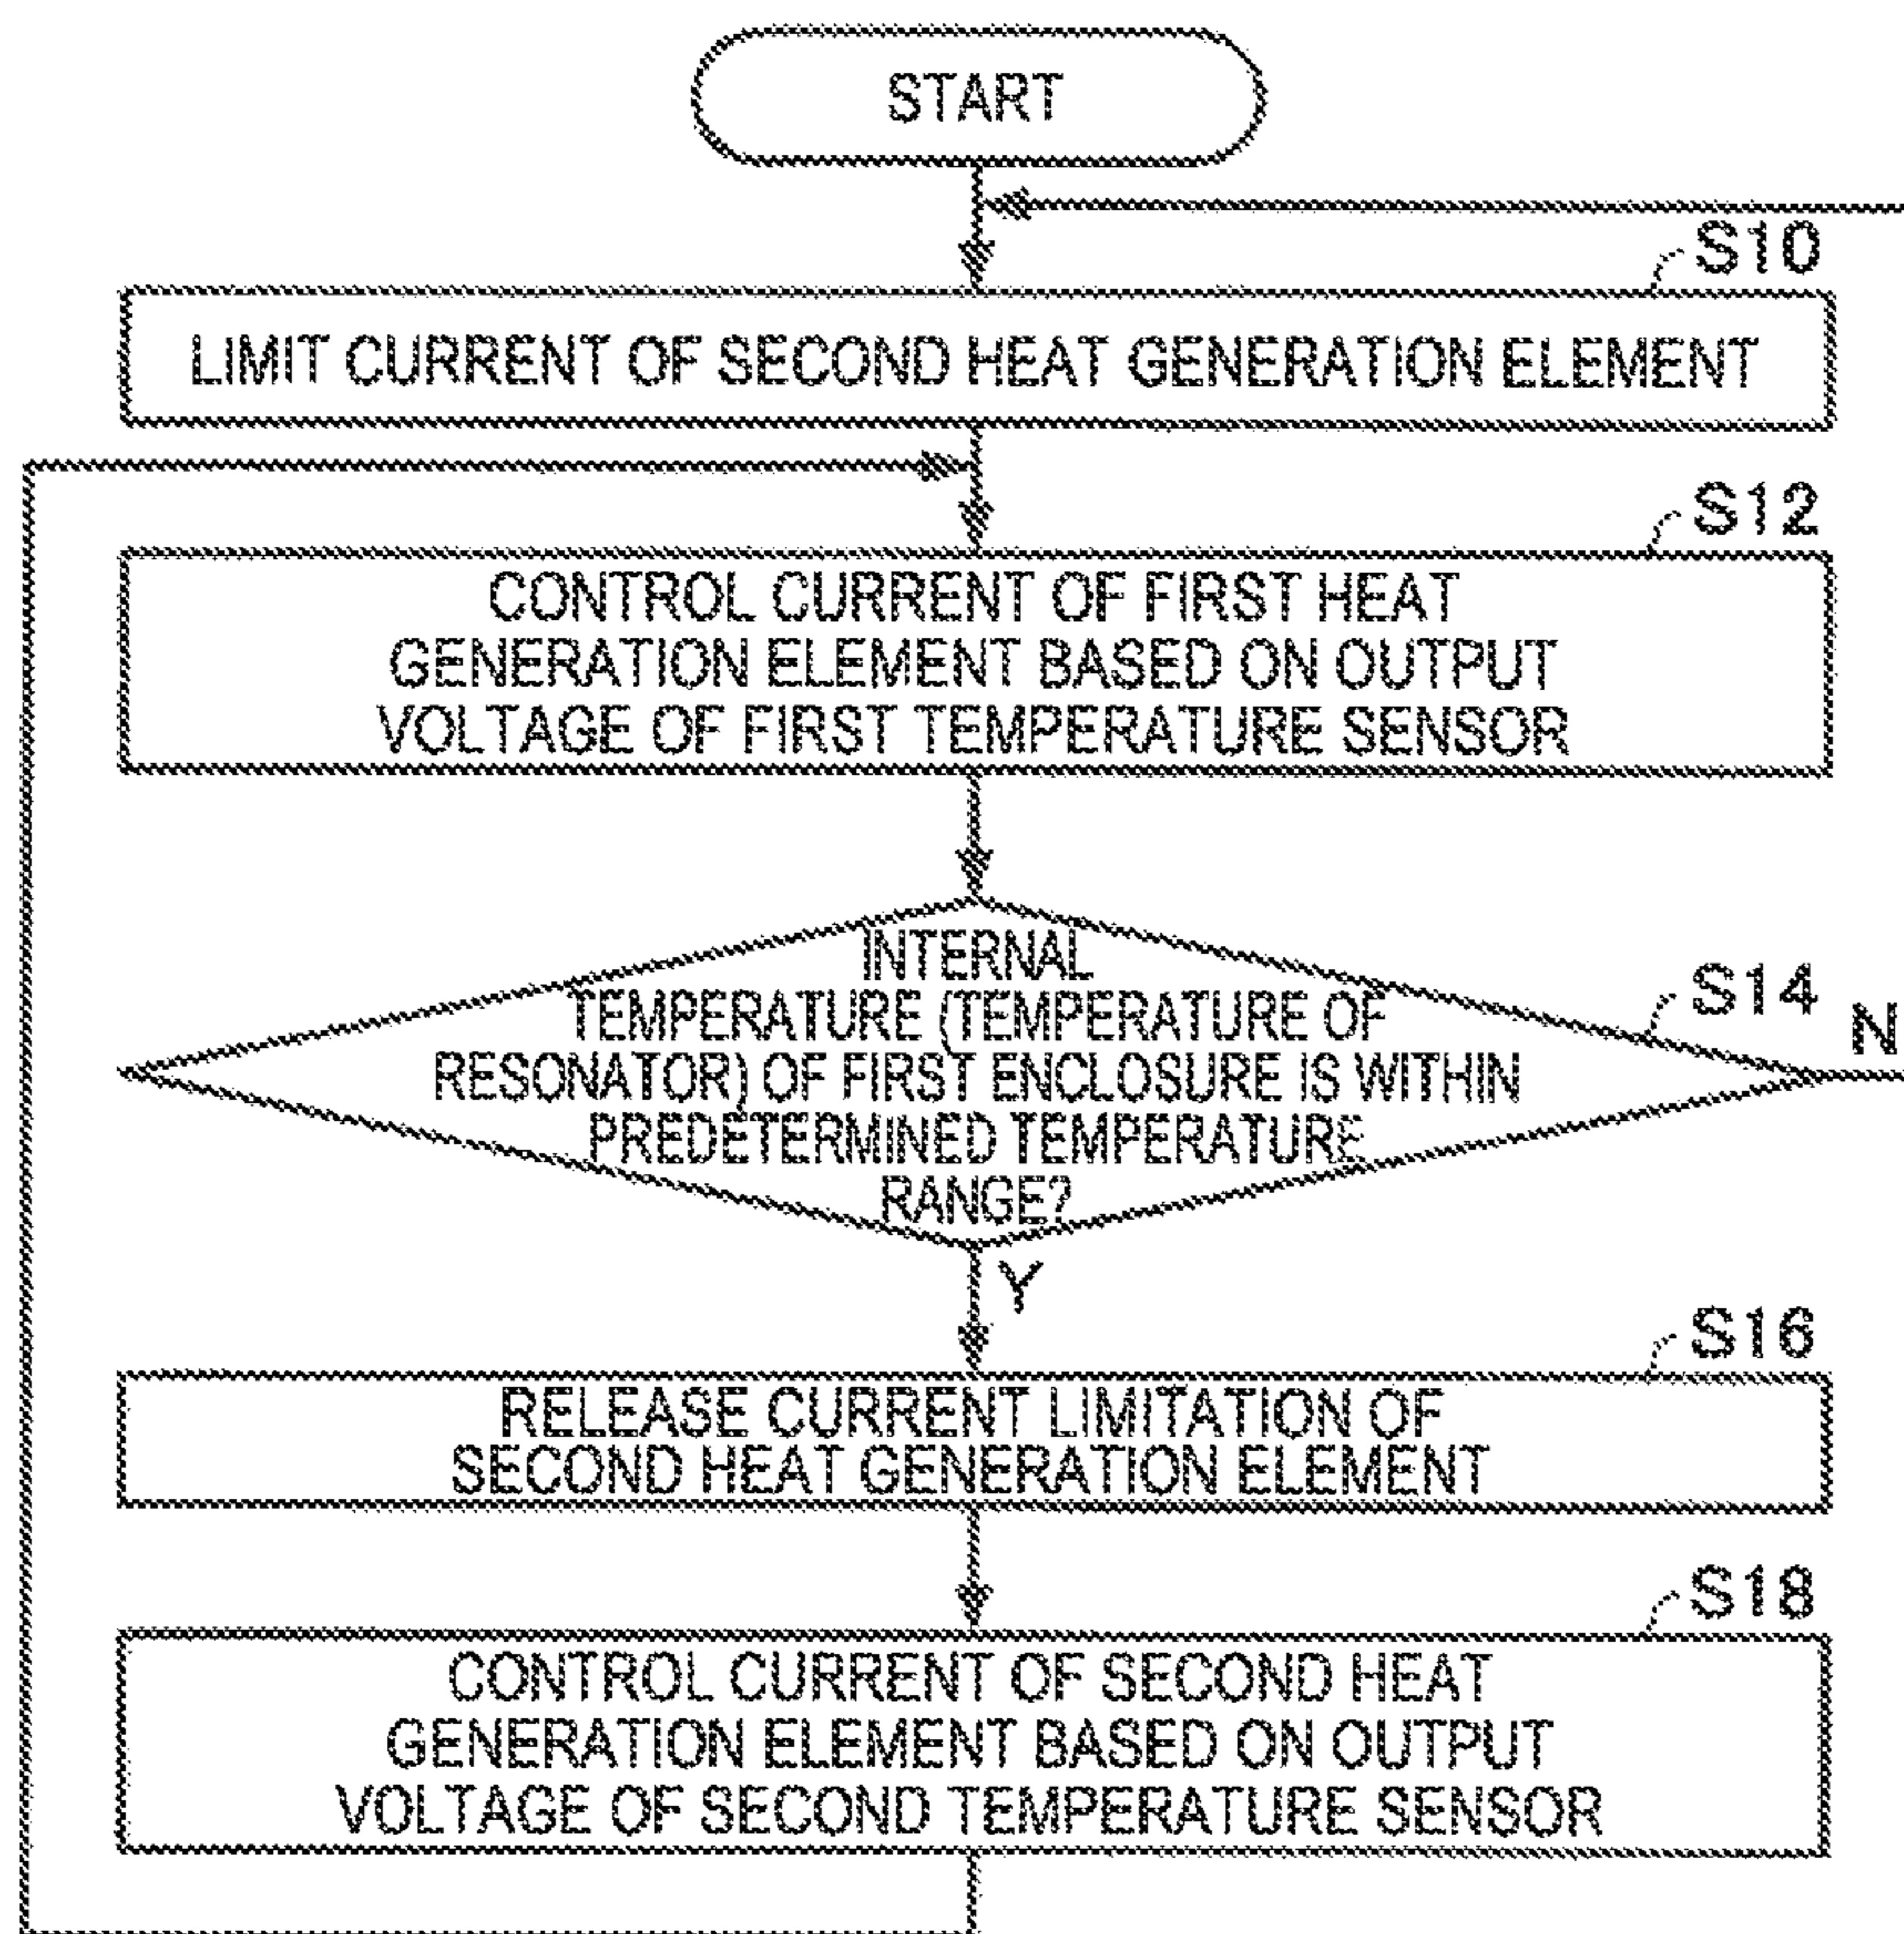 START
S10
LIMIT CURRENT OF SECOND HEAT GENERATION ELEMENT
S12
CONTROL CURRENT OF FIRST HEAT
GENERATION ELEMENT BASED ON OUTPUT
VOLTAGE OF FIRST TEMPERATURE SENSOR
INTERNAL
TEMPERATURE (TEMPERATURE OF
RESONATOR) OF FIRST ENCLOSURE IS WITHIN
PREDETERMINED TEMPERATURE
RANGE?
S14
N
Y
S16
RELEASE CURRENT LIMITATION OF
SECOND HEAT GENERATION ELEMENT
S18
CONTROL CURRENT OF SECOND HEAT
GENERATION ELEMENT BASED ON OUTPUT
VOLTAGE OF SECOND TEMPERATURE SENSOR